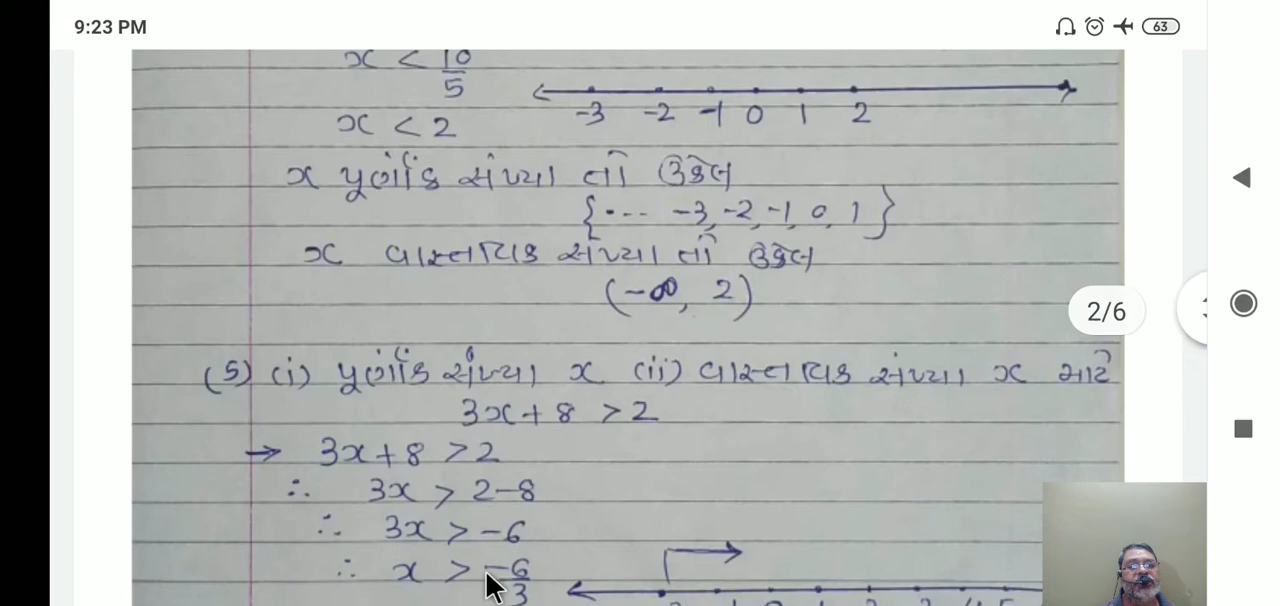 9:23 PM
63
x < 10/5
-3 -2 -1 0 1 2
x < 2
x પૂર્ણાંક સંખ્યા તો ઉકેલ
{... -3, -2, -1, 0, 1}
x વાસ્તવિક સંખ્યા તો ઉકેલ
(-∞, 2)
2/6
(5) (i) પૂર્ણાંક સંખ્યા x (ii) વાસ્તવિક સંખ્યા x માટે
3x + 8 > 2
→ 3x + 8 > 2
∴ 3x > 2-8
∴ 3x > -6
∴ x > -6/3